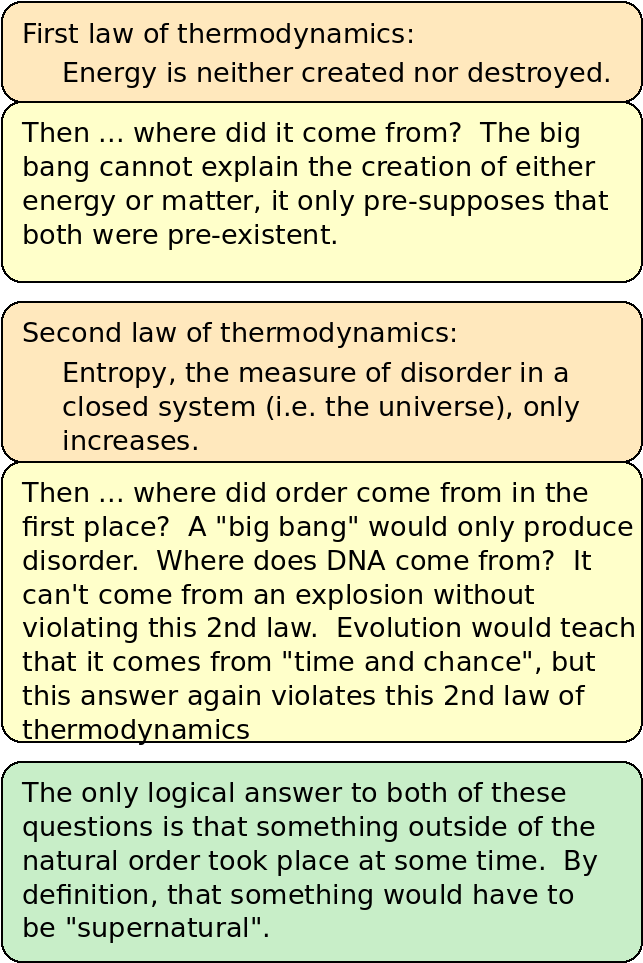 First law of thermodynamics:
Energy is neither created nor destroyed.
Then ... where did it come from?  The big
bang cannot explain the creation of either
energy or matter, it only pre-supposes that
both were pre-existent.
Second law of thermodynamics:
Entropy, the measure of disorder in a
closed system (i.e. the universe), only
increases.
Then ... where did order come from in the
first place?  A "big bang" would only produce
disorder.  Where does DNA come from?  It
can't come from an explosion without
violating this 2nd law.  Evolution would teach
that it comes from "time and chance", but
this answer again violates this 2nd law of
thermodynamics
The only logical answer to both of these
questions is that something outside of the
natural order took place at some time.  By
definition, that something would have to
be "supernatural".